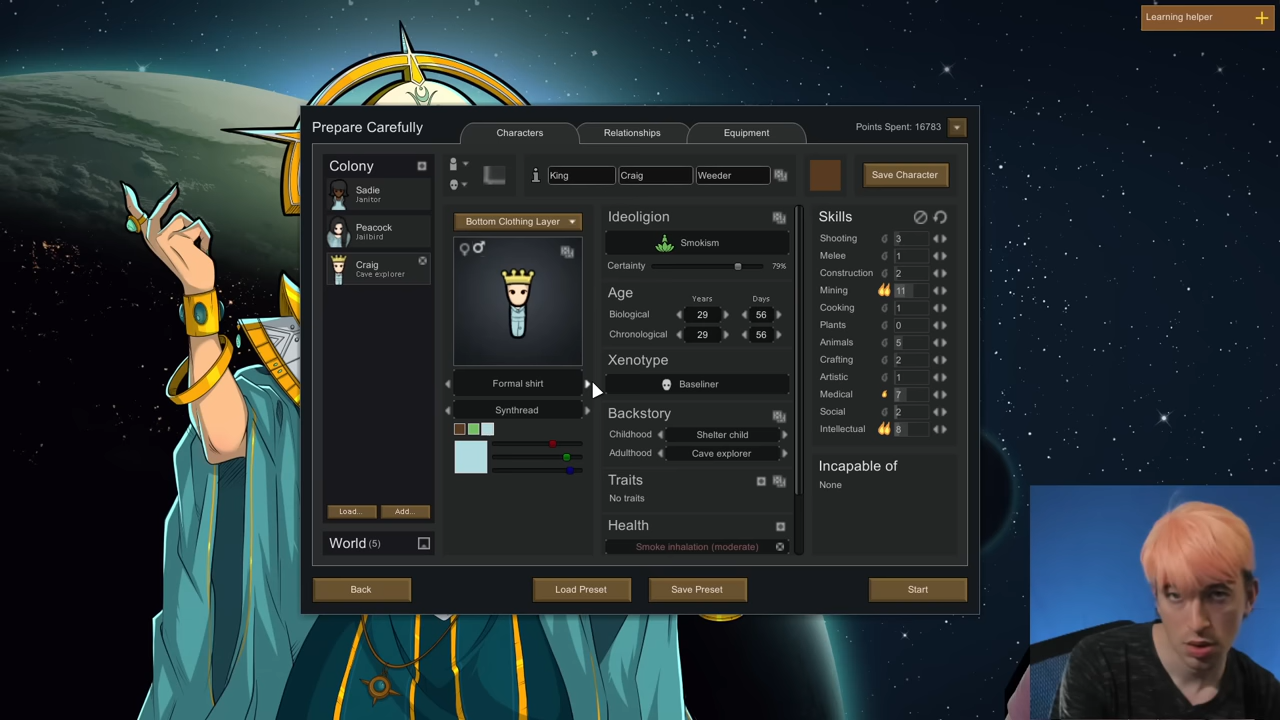 Learning helper
Prepare Carefully
Characters
Relationships
Equipment
Points Spent: 16783
Colony
Sadie
Janitor
Peacock
Jailbird
Craig
Cave explorer
Load...
Add...
World (5)
King
Craig
Weeder
Save Character
Bottom Clothing Layer
Formal shirt
Synthread
Ideoligion
Smokism
Certainty
79%
Age
Years
Days
Biological
29
56
Chronological
29
56
Xenotype
Baseliner
Backstory
Childhood
Shelter child
Adulthood
Cave explorer
Traits
No traits
Health
Smoke inhalation (moderate)
Skills
Shooting 3
Melee 1
Construction 2
Mining 11
Cooking 1
Plants 0
Animals 5
Crafting 2
Artistic 1
Medical 7
Social 2
Intellectual 8
Incapable of
None
Back
Load Preset
Save Preset
Start